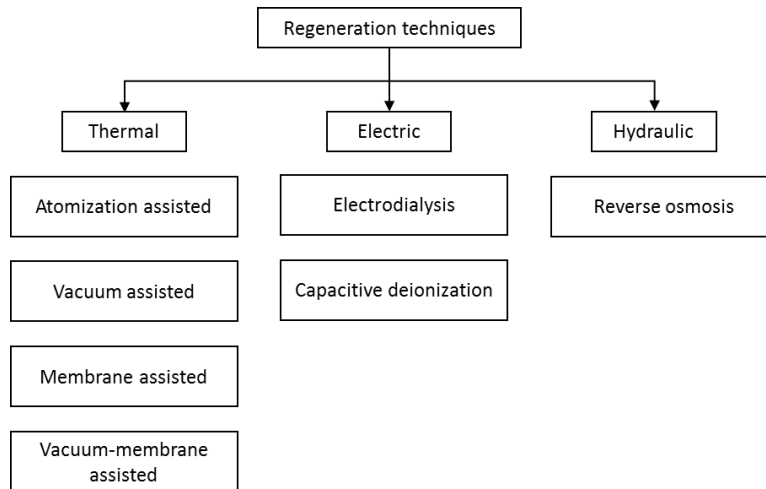 Regeneration techniques
Thermal
Electric
Hydraulic
Atomization assisted
Electrodialysis
Reverse osmosis
Vacuum assisted
Capacitive deionization
Membrane assisted
Vacuum-membrane
assisted